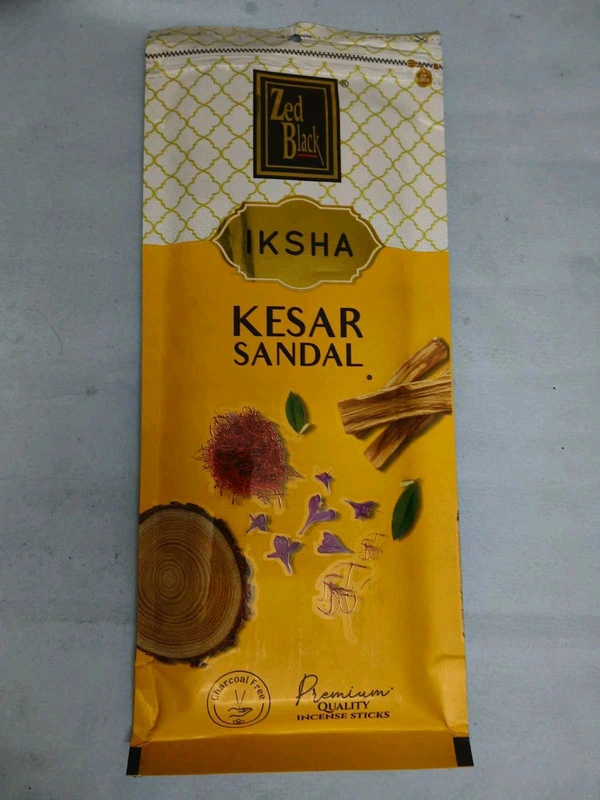 Zed
Black
®
IKSHA
KESAR
SANDAL
Charcoal Free
Premium
QUALITY
INCENSE STICKS